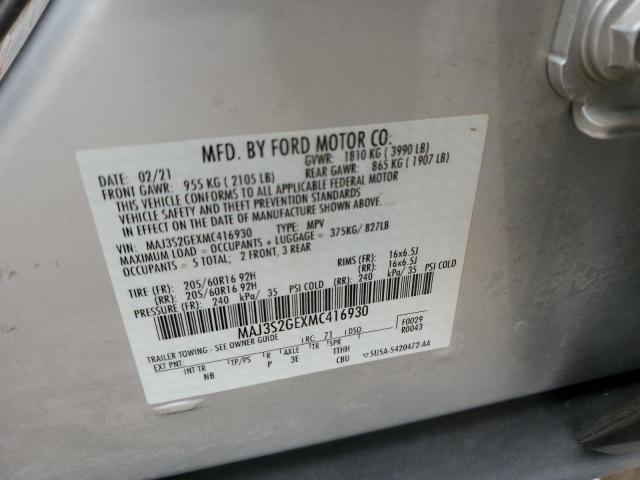 MFD. BY FORD MOTOR CO.
DATE: 02/21 GVWR: 1810 KG ( 3990 LB)
FRONT GAWR: 955 KG ( 2105 LB) REAR GAWR: 865 KG ( 1907 LB)
THIS VEHICLE CONFORMS TO ALL APPLICABLE FEDERAL MOTOR
VEHICLE SAFETY AND THEFT PREVENTION STANDARDS
IN EFFECT ON THE DATE OF MANUFACTURE SHOWN ABOVE.
VIN: MAJ3S2GEXMC416930 TYPE: MPV
MAXIMUM LOAD = OCCUPANTS + LUGGAGE = 375KG/ 827LB
OCCUPANTS = 5 TOTAL; 2 FRONT, 3 REAR
TIRE (FR): 205/60R16 92H RIMS (FR): 16x6.5J
(RR): 205/60R16 92H (RR): 16x6.5J
PRESSURE (FR): 240 kPa/ 35 PSI COLD (RR): 240 kPa/ 35 PSI COLD
MAJ3S2GEXMC416930
F0029
R0043
TRAILER TOWING - SEE OWNER GUIDE RC: 71 DSO:
EXT PNT: INT TR TP/PS R AXLE TR SPR
NB P 3E TTHH
CBU 5U5A-5420472-AA